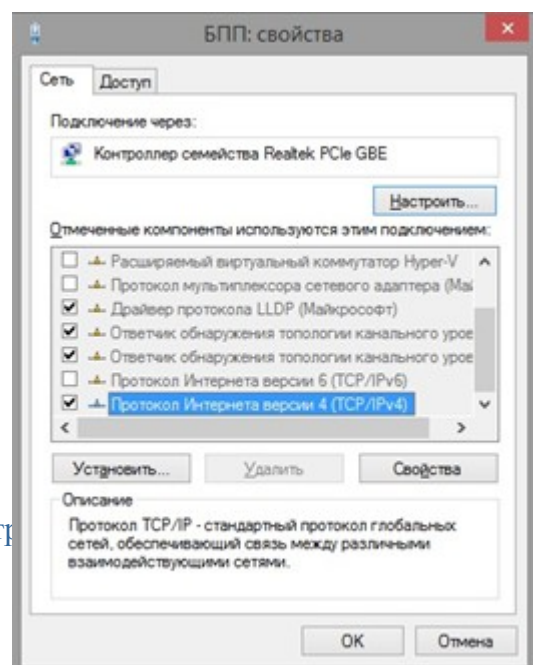 БПП: свойства
Сеть Доступ
Подключение через:
Контроллер семейства Realtek PCIe GBE
Настроить...
Отмеченные компоненты используются этим подключением:
Расширяемый виртуальный коммутатор Hyper-V
Протокол мультиплексора сетевого адаптера (Май
Драйвер протокола LLDP (Майкрософт)
Ответчик обнаружения топологии канального уров
Ответчик обнаружения топологии канального уров
Протокол Интернета версии 6 (TCP/IPv6)
Протокол Интернета версии 4 (TCP/IPv4)
Установить... Удалить Свойства
Описание
Протокол TCP/IP - стандартный протокол глобальных
сетей, обеспечивающий связь между различными
взаимодействующими сетями.
OK Отмена